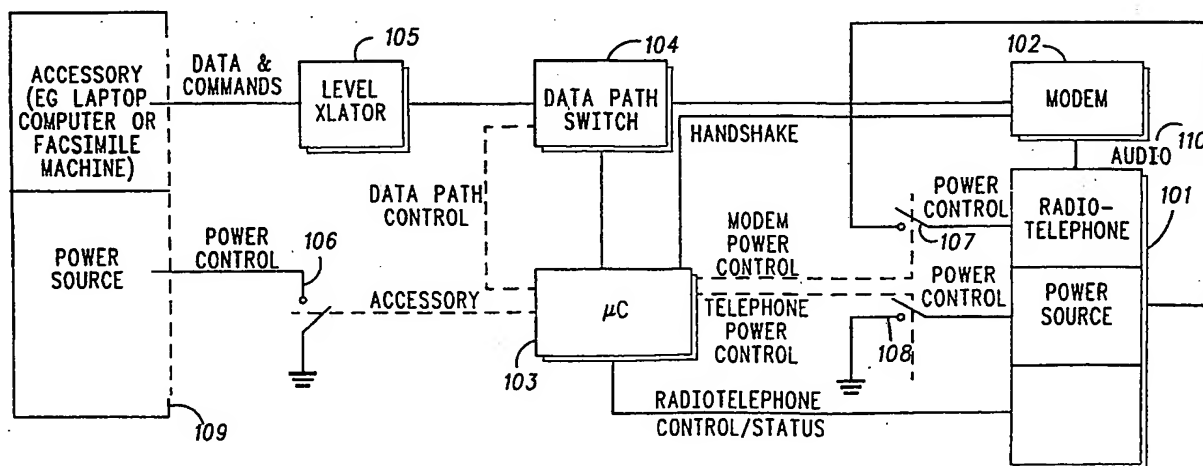 105
104
102
ACCESSORY
(EG LAPTOP
COMPUTER OR
FACSIMILE
MACHINE)
DATA &
COMMANDS
LEVEL
XLATOR
DATA PATH
SWITCH
HANDSHAKE
MODEM
AUDIO
110
DATA PATH
CONTROL
POWER
CONTROL
107
RADIO-
TELEPHONE
101
POWER
SOURCE
POWER
CONTROL
106
ACCESSORY
μC
103
MODEM
POWER
CONTROL
TELEPHONE
POWER
CONTROL
POWER
CONTROL
108
POWER
SOURCE
RADIOTELEPHONE
CONTROL/STATUS
109